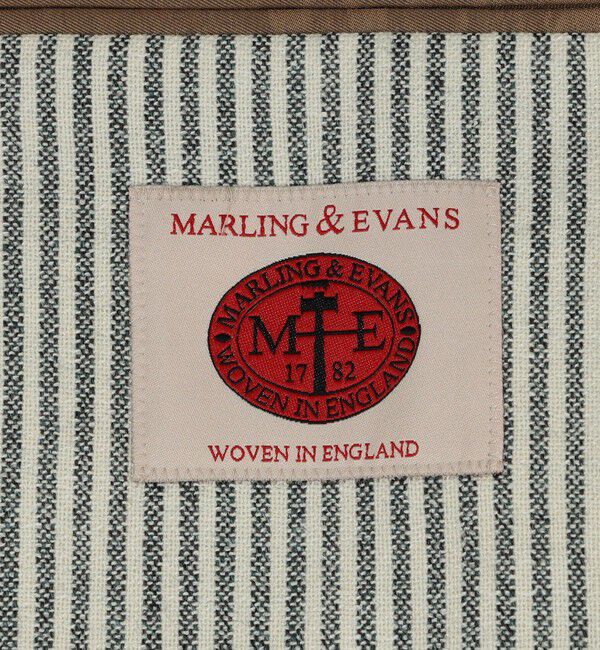 MARLING & EVANS
MARLING & EVANS
M E
17 82
WOVEN IN ENGLAND
WOVEN IN ENGLAND